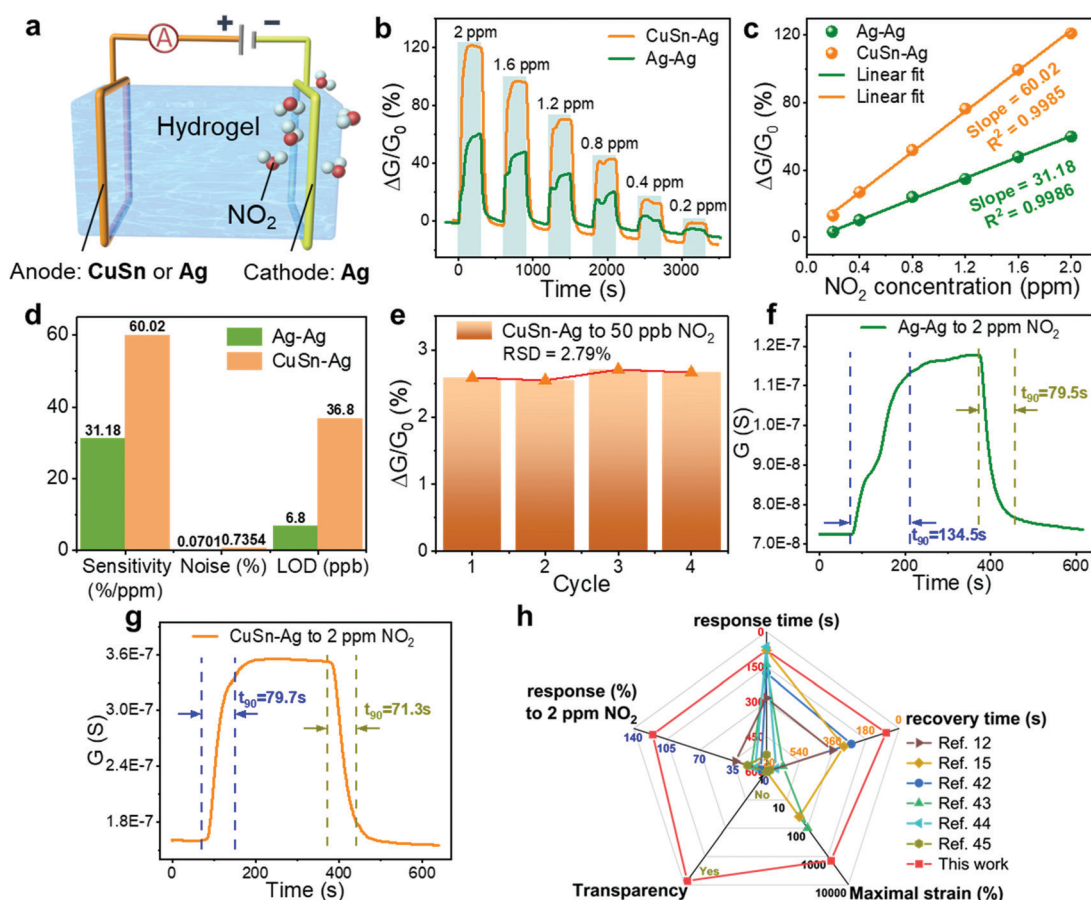 a
A
+
−
Hydrogel
NO2
Anode: CuSn or Ag
Cathode: Ag
b
CuSn-Ag
Ag-Ag
2 ppm
1.6 ppm
1.2 ppm
0.8 ppm
0.4 ppm
0.2 ppm
120
80
40
0
ΔG/G0 (%)
0 1000 2000 3000
Time (s)
c
Ag-Ag
CuSn-Ag
Linear fit
Linear fit
Slope = 60.02
R2 = 0.9985
Slope = 31.18
R2 = 0.9986
120
80
40
0
ΔG/G0 (%)
0.4 0.8 1.2 1.6 2.0
NO2 concentration (ppm)
d
Ag-Ag
CuSn-Ag
60
40
20
0
60.02
31.18
0.0701 0.7354
6.8
36.8
Sensitivity
(%/ppm)
Noise (%)
LOD (ppb)
e
CuSn-Ag to 50 ppb NO2
RSD = 2.79%
3
2
1
0
ΔG/G0 (%)
1 2 3 4
Cycle
f
Ag-Ag to 2 ppm NO2
1.2E-7
1.1E-7
9.0E-8
8.0E-8
7.0E-8
G (S)
t90=79.5s
t90=134.5s
0 200 400 600
Time (s)
g
CuSn-Ag to 2 ppm NO2
3.6E-7
3.0E-7
2.4E-7
1.8E-7
G (S)
t90=79.7s
t90=71.3s
0 200 400 600
Time (s)
h
response time (s)
0
150
300
450
response (%)
to 2 ppm NO2
140
105
70
35
recovery time (s)
0
180
360
540
No
Yes
Transparency
10
100
1000
10000
Maximal strain (%)
Ref. 12
Ref. 15
Ref. 42
Ref. 43
Ref. 44
Ref. 45
This work